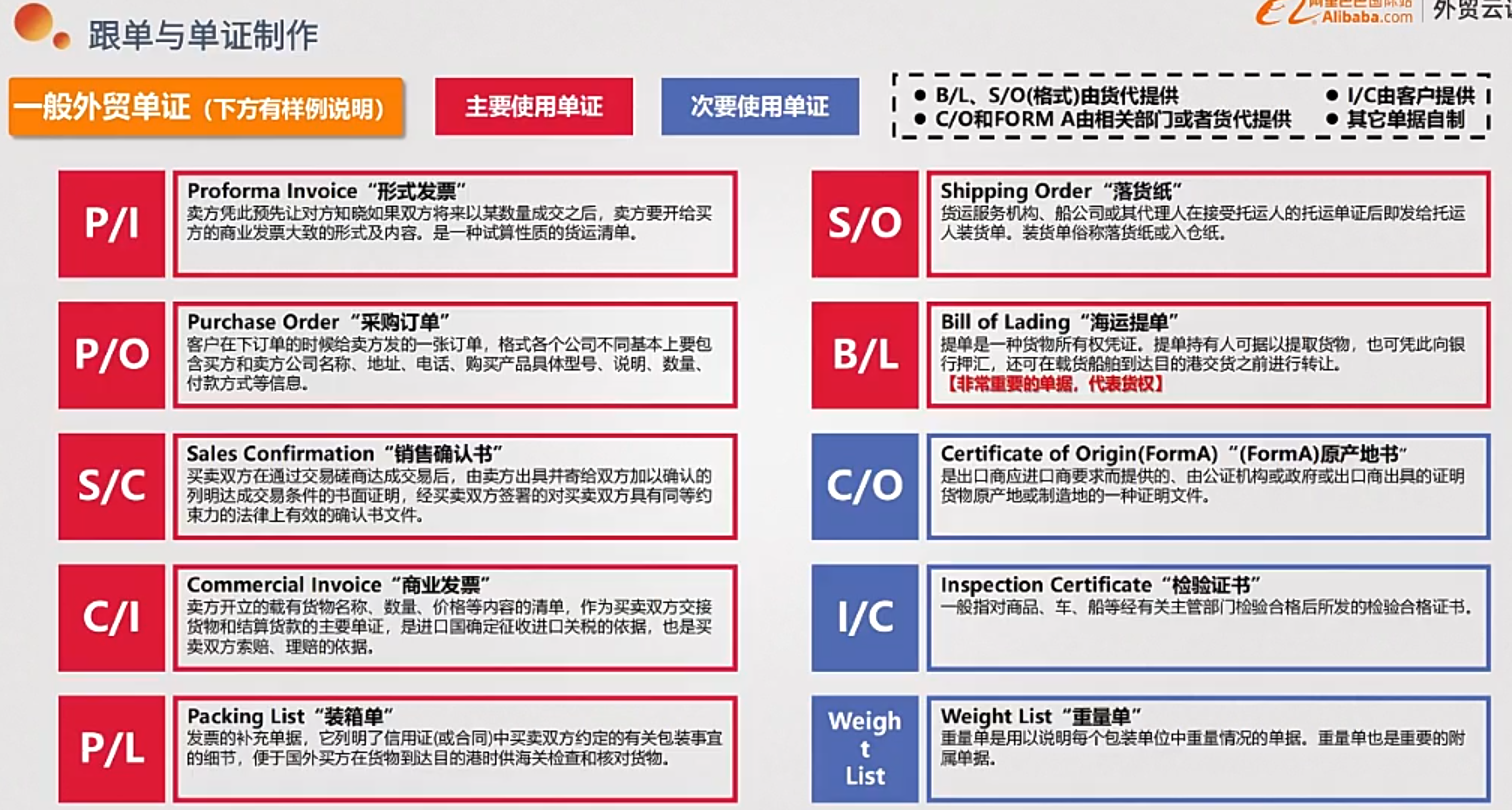 跟单与单证制作
Alibaba.com
外贸云
一般外贸单证（下方有样例说明）
主要使用单证
次要使用单证
● B/L、S/O(格式)由货代提供
● I/C由客户提供
● C/O和FORM A由相关部门或者货代提供
● 其它单据自制
P/I
Proforma Invoice“形式发票”
卖方凭此预先让对方知晓如果双方将来以某数量成交之后，卖方要开给买
方的商业发票大致的形式及内容。是一种试算性质的货运清单。
P/O
Purchase Order“采购订单”
客户在下订单的时候给卖方发的一张订单，格式各个公司不同基本上要包
含买方和卖方公司名称、地址、电话、购买产品具体型号、说明、数量、
付款方式等信息。
S/C
Sales Confirmation“销售确认书”
买卖双方在通过交易磋商达成交易后，由卖方出具并寄给双方加以确认的
列明达成交易条件的书面证明，经买卖双方签署的对买卖双方具有同等约
束力的法律上有效的确认书文件。
C/I
Commercial Invoice“商业发票”
卖方开立的载有货物名称、数量、价格等内容的清单，作为买卖双方交接
货物和结算货款的主要单证，是进口国确定征收进口关税的依据，也是买
卖双方索赔、理赔的依据。
P/L
Packing List“装箱单”
发票的补充单据，它列明了信用证(或合同)中买卖双方约定的有关包装事宜
的细节，便于国外买方在货物到达目的港时供海关检查和核对货物。
S/O
Shipping Order“落货纸”
货运服务机构、船公司或其代理人在接受托运人的托运单证后即发给托运
人装货单。装货单俗称落货纸或入仓纸。
B/L
Bill of Lading“海运提单”
提单是一种货物所有权凭证。提单持有人可据以提取货物，也可凭此向银
行押汇，还可在载货船舶到达目的港交货之前进行转让。
【非常重要的单据，代表货权】
C/O
Certificate of Origin(FormA)“(FormA)原产地书”
是出口商应进口商要求而提供的、由公证机构或政府或出口商出具的证明
货物原产地或制造地的一种证明文件。
I/C
Inspection Certificate“检验证书”
一般指对商品、车、船等经有关主管部门检验合格后所发的检验合格证书。
Weigh
t
List
Weight List“重量单”
重量单是用以说明每个包装单位中重量情况的单据。重量单也是重要的附
属单据。